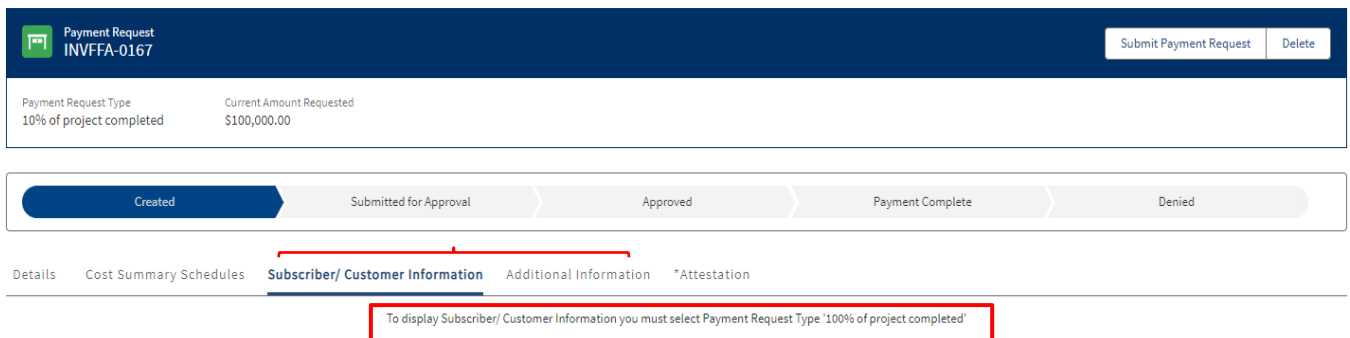 Payment Request
INVFFA-0167
Submit Payment Request
Delete
Payment Request Type
Current Amount Requested
10% of project completed
$100,000.00
Created
Submitted for Approval
Approved
Payment Complete
Denied
Details
Cost Summary Schedules
Subscriber/ Customer Information
Additional Information
*Attestation
To display Subscriber/ Customer Information you must select Payment Request Type '100% of project completed'